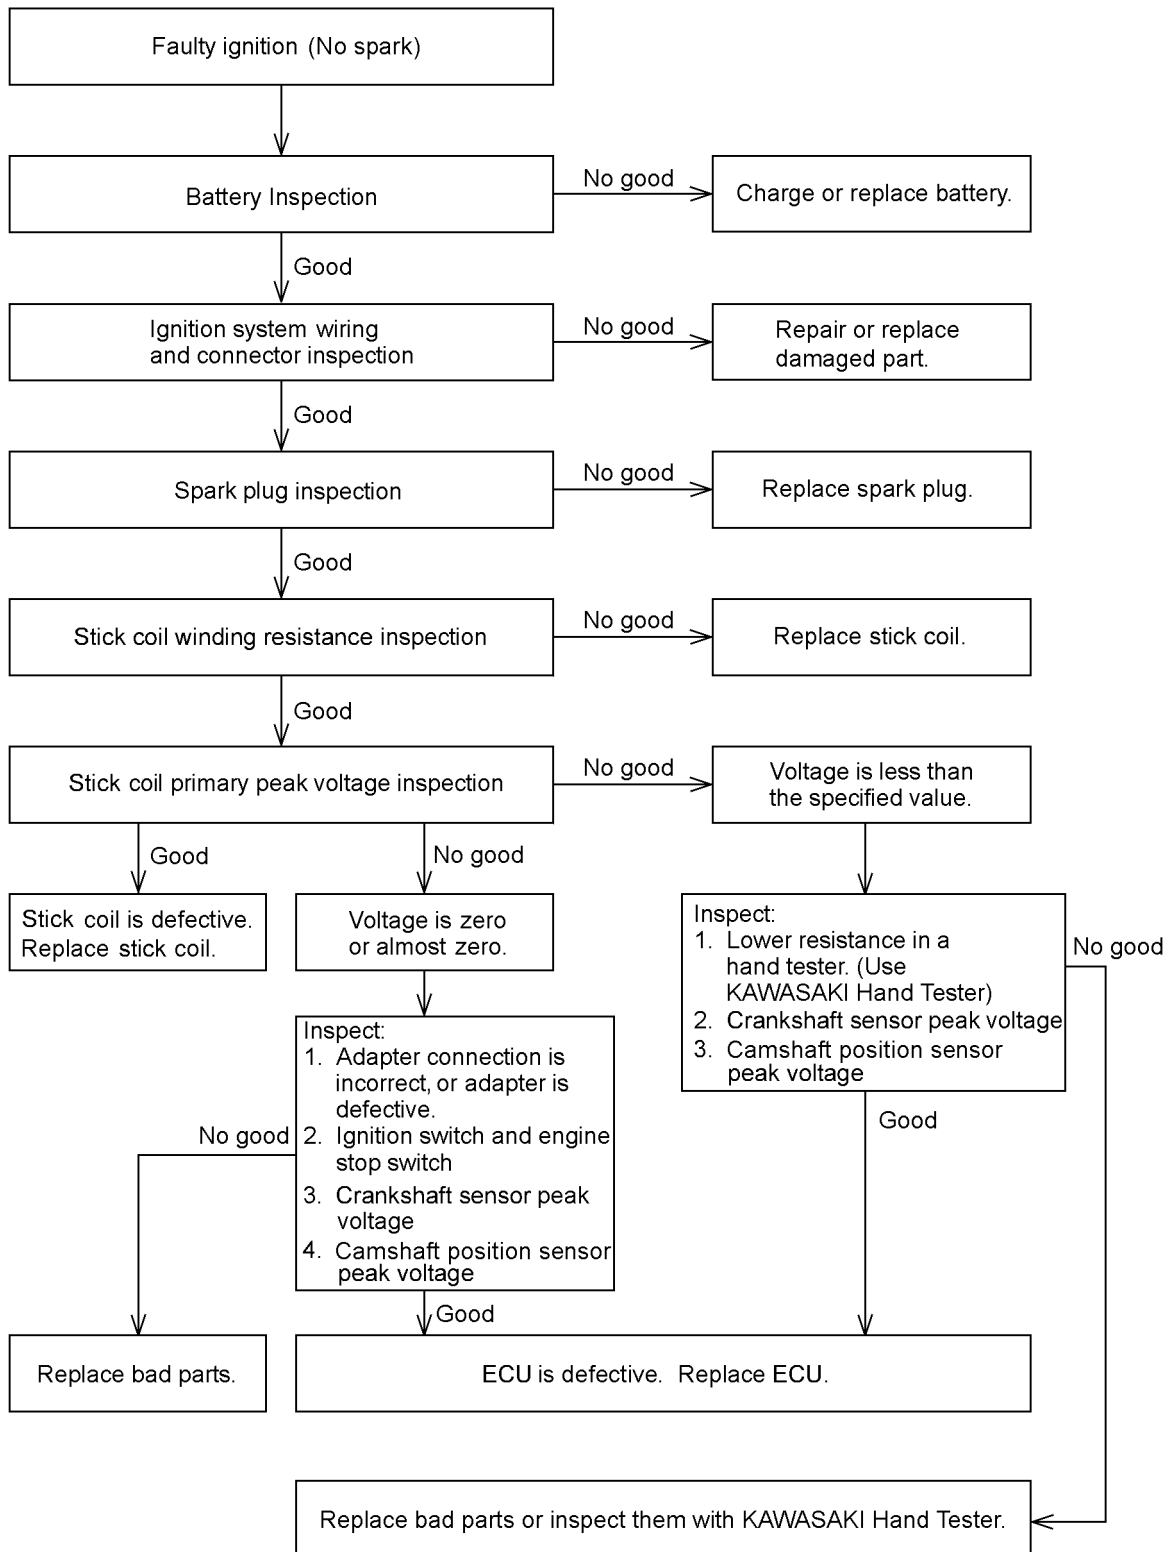 Faulty ignition (No spark)
Battery Inspection
No good
Charge or replace battery.
Good
Ignition system wiring
and connector inspection
No good
Repair or replace
damaged part.
Good
Spark plug inspection
No good
Replace spark plug.
Good
Stick coil winding resistance inspection
No good
Replace stick coil.
Good
Stick coil primary peak voltage inspection
No good
Voltage is less than
the specified value.
Good
No good
Stick coil is defective.
Replace stick coil.
Voltage is zero
or almost zero.
Inspect:
1. Lower resistance in a
hand tester. (Use
KAWASAKI Hand Tester)
2. Crankshaft sensor peak voltage
3. Camshaft position sensor
peak voltage
No good
Good
Inspect:
1. Adapter connection is
incorrect, or adapter is
defective.
2. Ignition switch and engine
stop switch
3. Crankshaft sensor peak
voltage
4. Camshaft position sensor
peak voltage
No good
Good
Replace bad parts.
ECU is defective. Replace ECU.
Replace bad parts or inspect them with KAWASAKI Hand Tester.